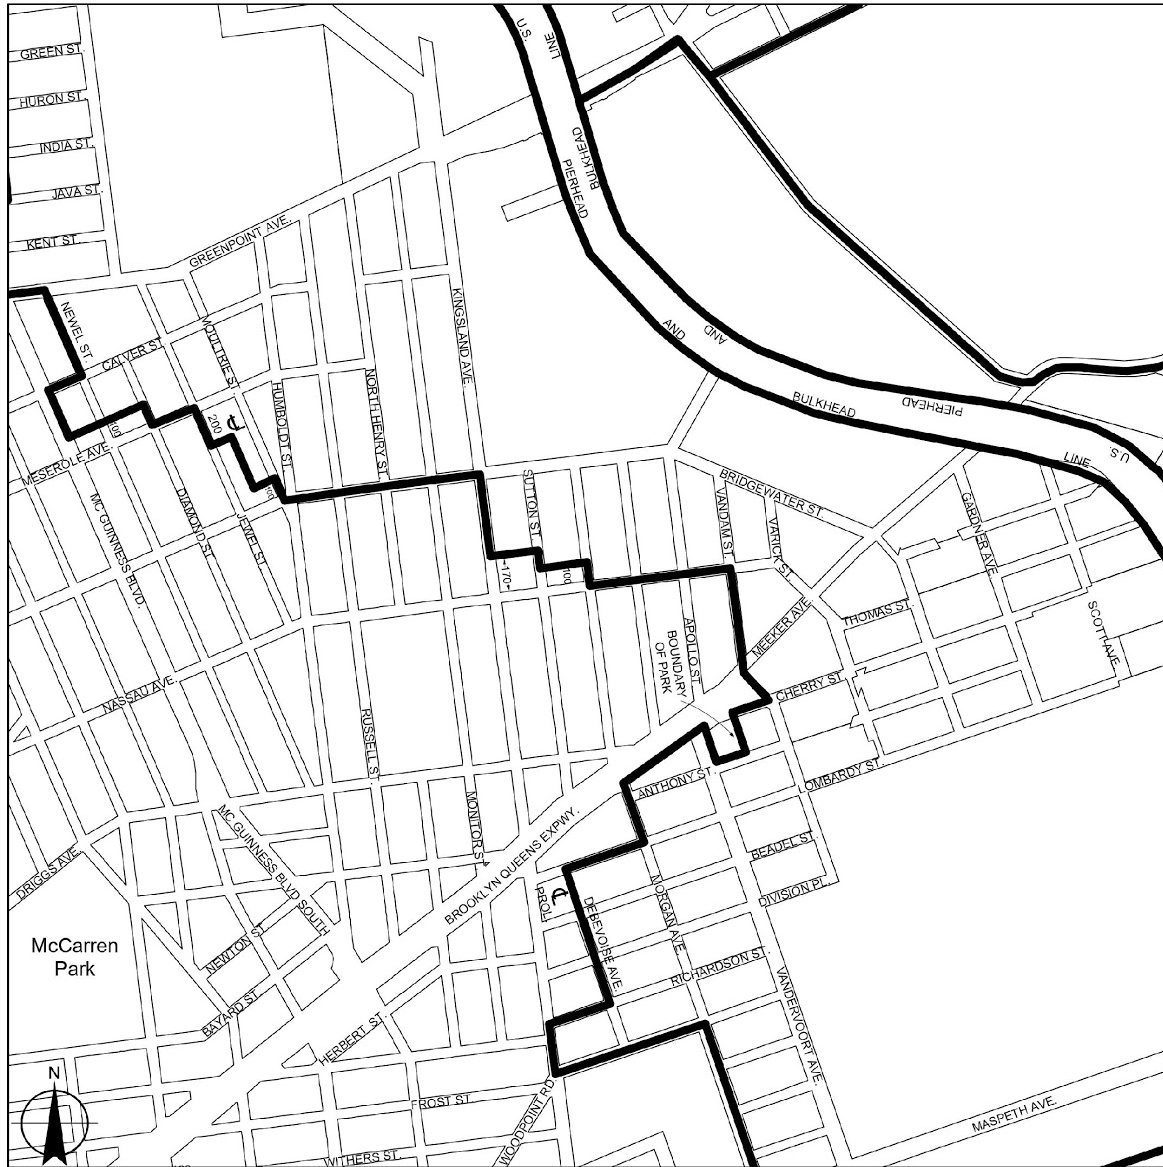 U.S.
LINE
GREEN ST.
HURON ST.
INDIA ST.
JAVA ST.
KENT ST.
BULKHEAD
PIERHEAD
GREENPOINT AVE.
NEWEL ST.
CALVER ST.
MOULTRIE ST.
KINGSLAND AVE.
AND
AND
BULKHEAD
PIERHEAD
U.S.
LINE
HUMBOLDT ST.
NORTH HENRY ST.
200
100
100
MESEROLE AVE.
MC GUINNESS BLVD.
DIAMOND ST.
JEWEL ST.
SUTTON ST.
170
100
BRIDGEWATER ST
VANDAM ST.
VARICK ST.
GARDNER AVE.
THOMAS ST.
SCOTT AVE
MEEKER AVE
APOLLO ST.
BOUNDARY
OF PARK
CHERRY ST
NASSAU AVE
RUSSELL ST.
ANTHONY ST.
LOMBARDY ST.
MONITOR ST
MC GUINNESS BLVD SOUTH
BROOKLYN QUEENS EXPWY.
DRIGGS AVE.
BEADEL ST.
DIVISION PL.
PROL.
DEBEVOISE AVE.
MORGAN AVE.
McCarren
Park
NEWTON ST.
RICHARDSON ST.
VANDERVOORT AVE.
BAYARD ST.
HERBERT ST.
N
FROST ST
WOODPOINT RD.
WITHERS ST.
MASPETH AVE.